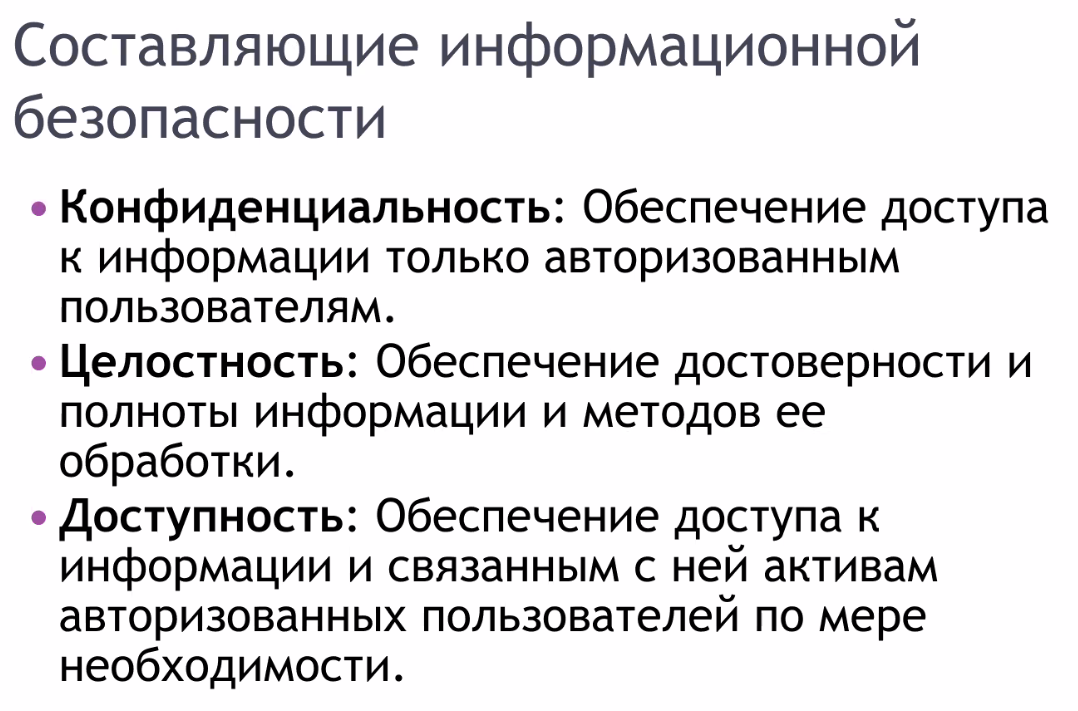 Составляющие информационной
безопасности
• Конфиденциальность: Обеспечение доступа
к информации только авторизованным
пользователям.
• Целостность: Обеспечение достоверности и
полноты информации и методов ее
обработки.
• Доступность: Обеспечение доступа к
информации и связанным с ней активам
авторизованных пользователей по мере
необходимости.